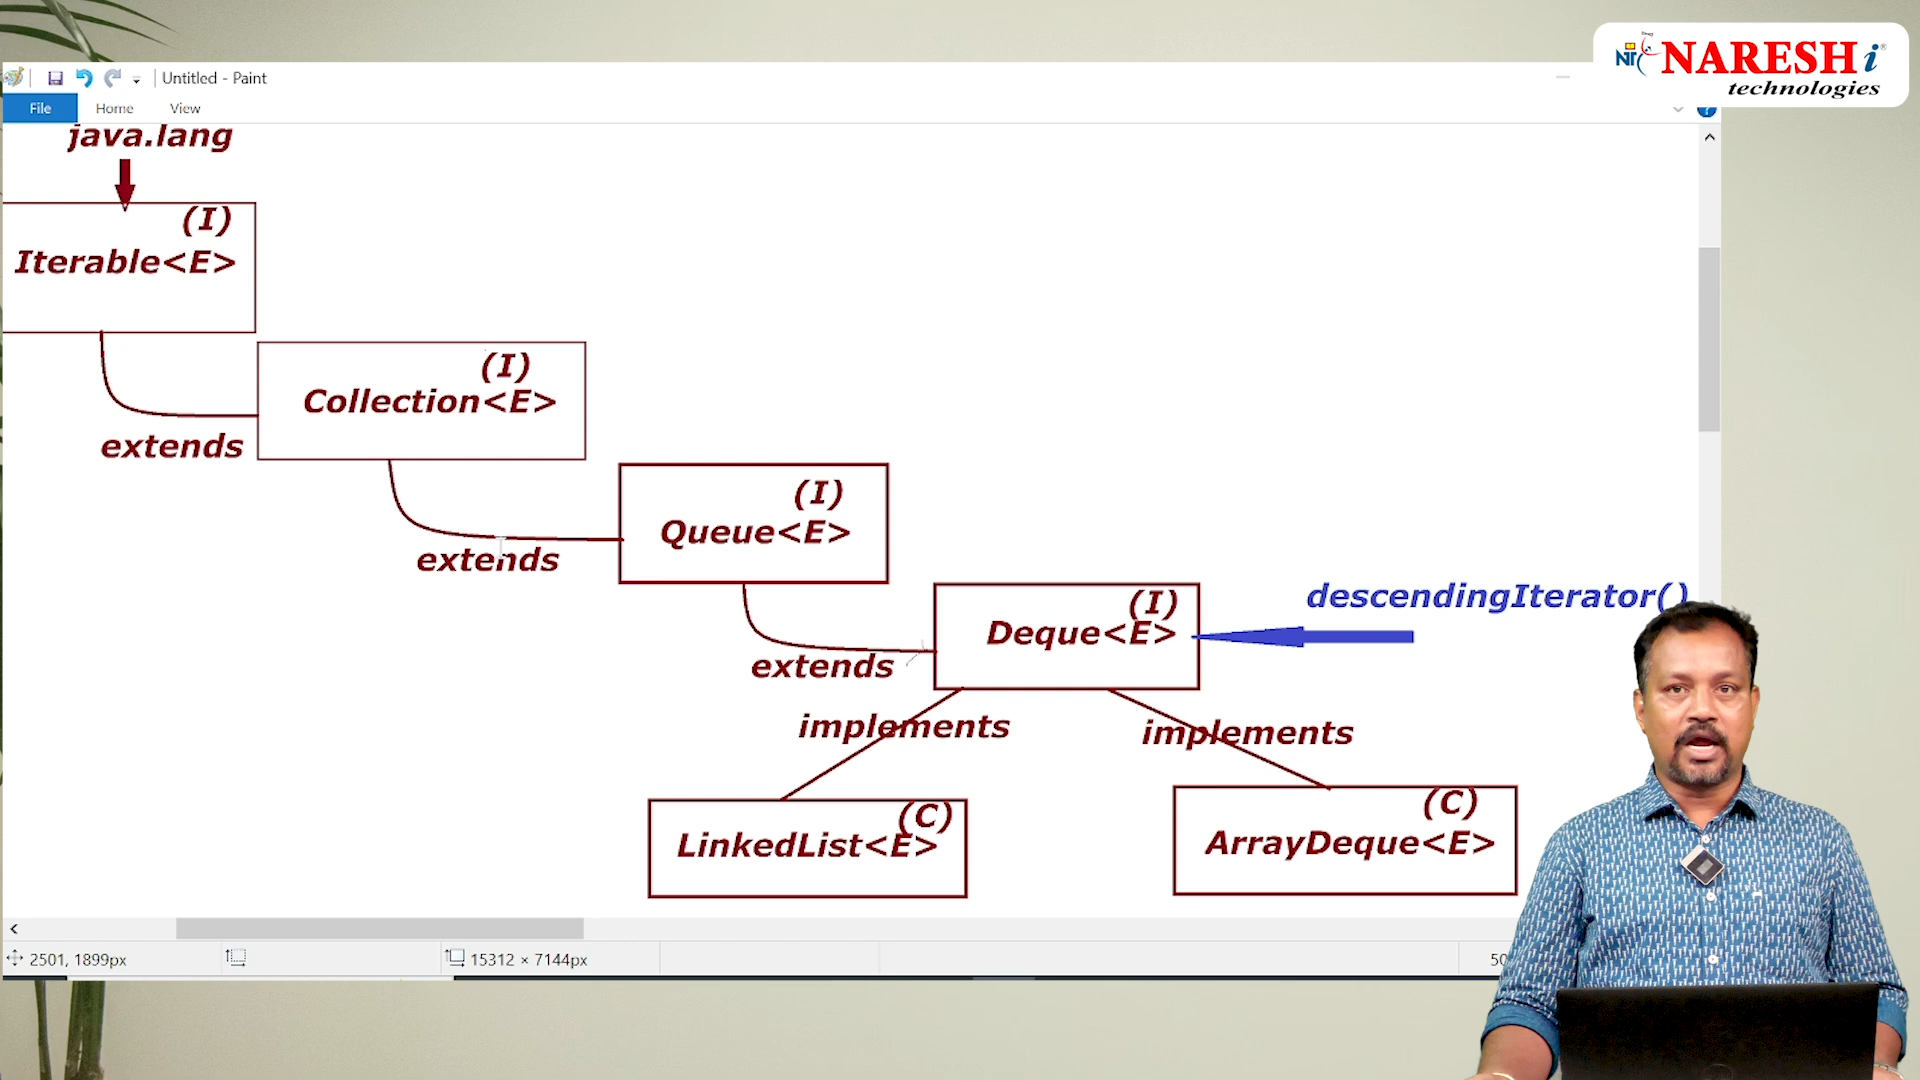 NARESH i
technologies
Untitled - Paint
File Home View
java.lang
(I)
Iterable<E>
extends
(I)
Collection<E>
extends
(I)
Queue<E>
extends
(I)
Deque<E>
descendingIterator()
implements
implements
(C)
LinkedList<E>
(C)
ArrayDeque<E>
2501, 1899px
15312 × 7144px